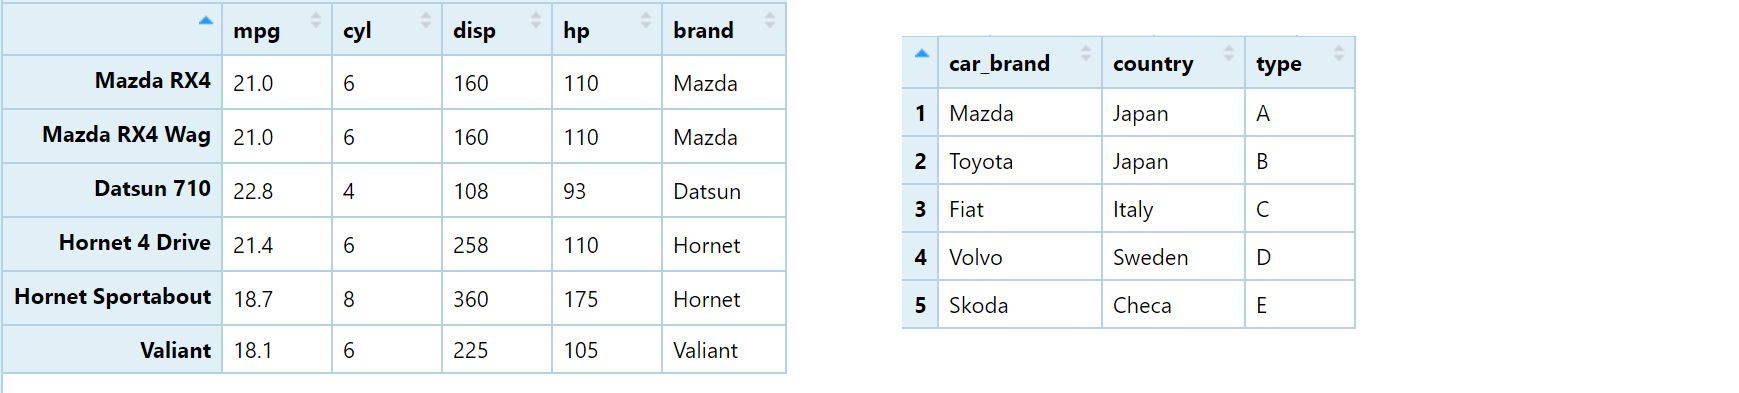 mpg cyl disp hp brand
Mazda RX4 21.0 6 160 110 Mazda
Mazda RX4 Wag 21.0 6 160 110 Mazda
Datsun 710 22.8 4 108 93 Datsun
Hornet 4 Drive 21.4 6 258 110 Hornet
Hornet Sportabout 18.7 8 360 175 Hornet
Valiant 18.1 6 225 105 Valiant
car_brand country type
1 Mazda Japan A
2 Toyota Japan B
3 Fiat Italy C
4 Volvo Sweden D
5 Skoda Checa E